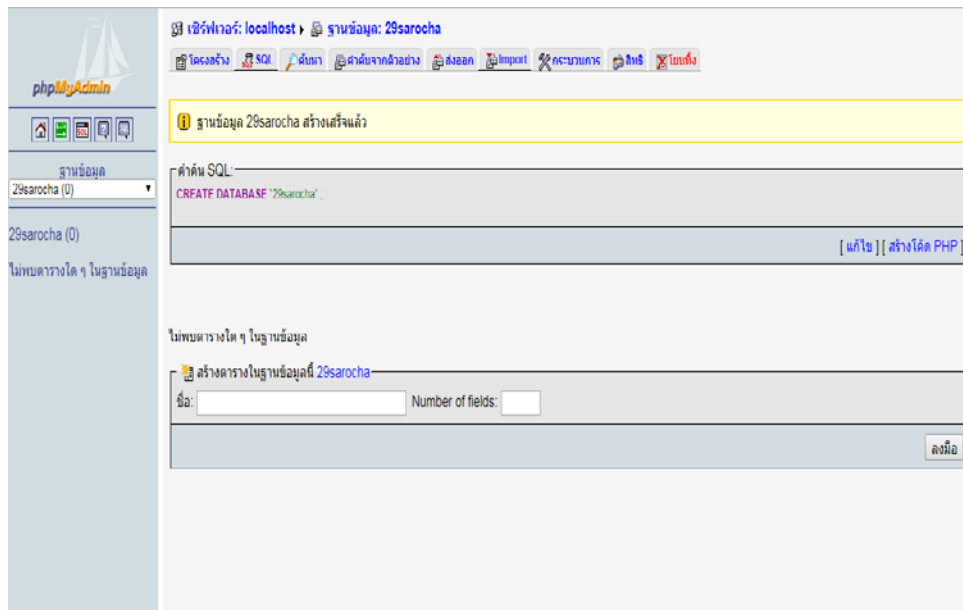 phpMyAdmin
ฐานข้อมูล
29sarocha (0)
29sarocha (0)
ไม่พบตารางใด ๆ ในฐานข้อมูล
เซิร์ฟเวอร์: localhost ▸ ฐานข้อมูล: 29sarocha
โครงสร้าง SQL ค้นหา คำค้นจากตัวอย่าง ส่งออก Import กระบวนการ สิทธิ โยนทิ้ง
ฐานข้อมูล 29sarocha สร้างเสร็จแล้ว
คำค้น SQL:
CREATE DATABASE `29sarocha` ;
[ แก้ไข ] [ สร้างโค้ด PHP ]
ไม่พบตารางใด ๆ ในฐานข้อมูล
สร้างตารางในฐานข้อมูลนี้ 29sarocha
ชื่อ: Number of fields:
ลงมือ